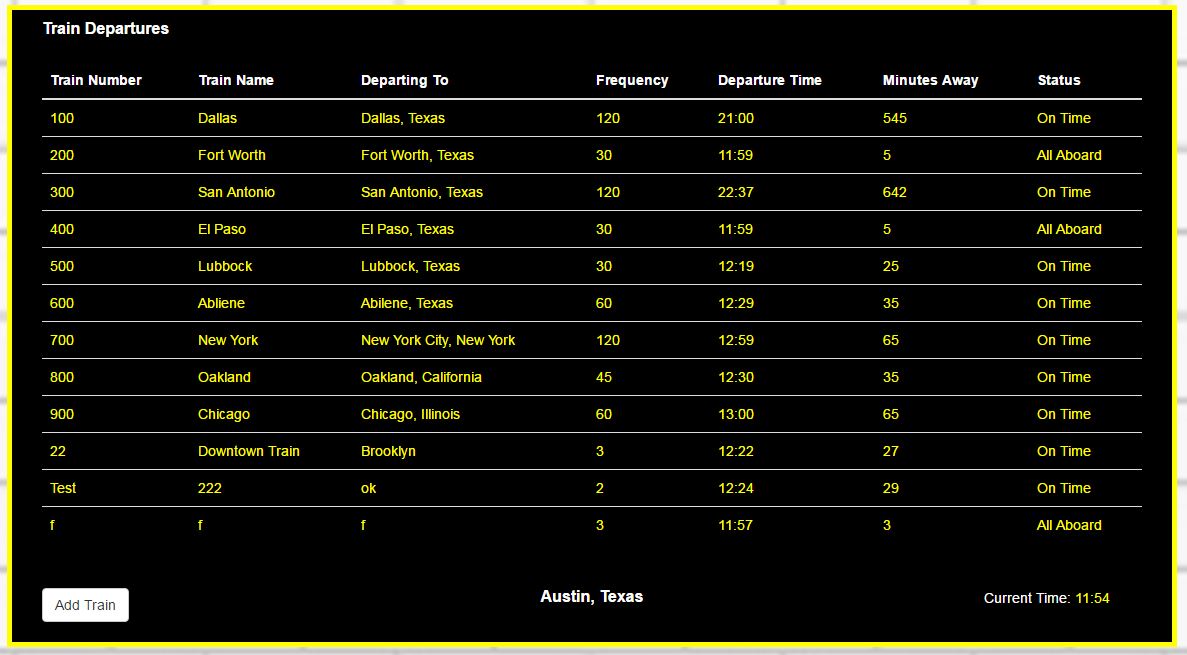 Train Departures
Train Number Train Name Departing To Frequency Departure Time Minutes Away Status
100 Dallas Dallas, Texas 120 21:00 545 On Time
200 Fort Worth Fort Worth, Texas 30 11:59 5 All Aboard
300 San Antonio San Antonio, Texas 120 22:37 642 On Time
400 El Paso El Paso, Texas 30 11:59 5 All Aboard
500 Lubbock Lubbock, Texas 30 12:19 25 On Time
600 Abliene Abilene, Texas 60 12:29 35 On Time
700 New York New York City, New York 120 12:59 65 On Time
800 Oakland Oakland, California 45 12:30 35 On Time
900 Chicago Chicago, Illinois 60 13:00 65 On Time
22 Downtown Train Brooklyn 3 12:22 27 On Time
Test 222 ok 2 12:24 29 On Time
f f f 3 11:57 3 All Aboard
Add Train Austin, Texas Current Time: 11:54